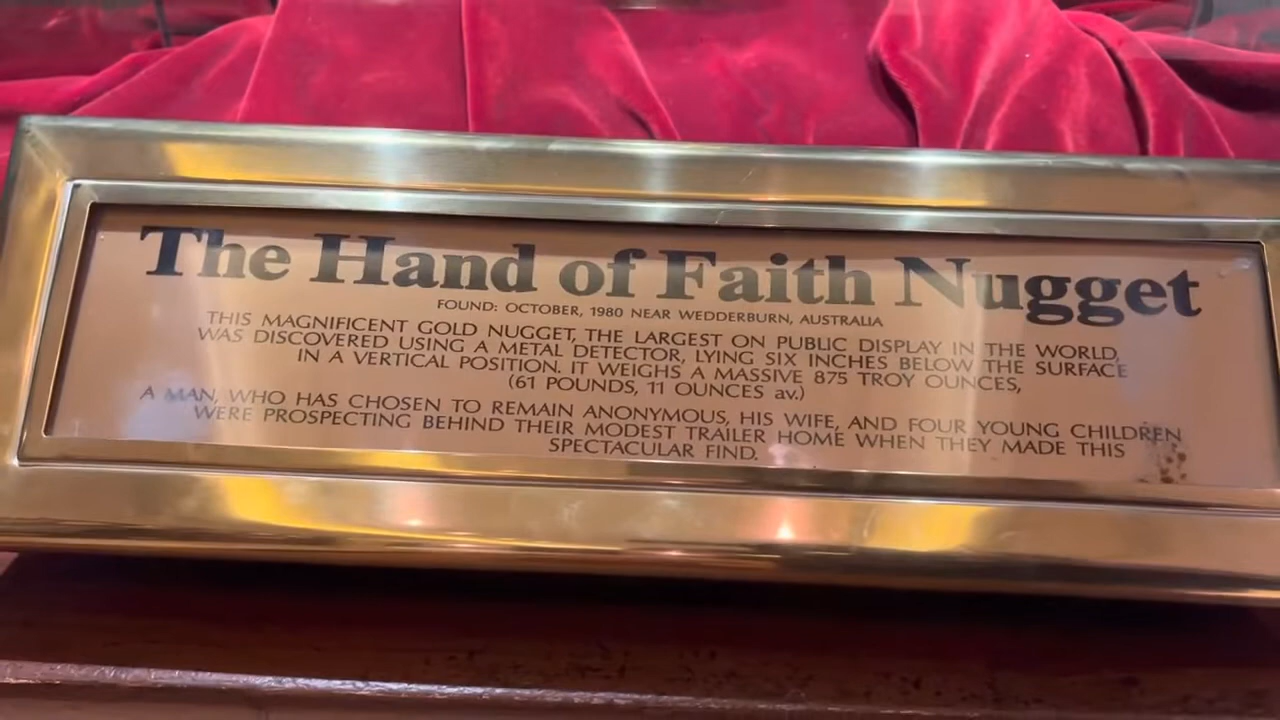 The Hand of Faith Nugget
FOUND: OCTOBER, 1980 NEAR WEDDERBURN, AUSTRALIA
THIS MAGNIFICENT GOLD NUGGET, THE LARGEST ON PUBLIC DISPLAY IN THE WORLD,
WAS DISCOVERED USING A METAL DETECTOR, LYING SIX INCHES BELOW THE SURFACE
IN A VERTICAL POSITION. IT WEIGHS A MASSIVE 875 TROY OUNCES,
(61 POUNDS, 11 OUNCES av.)
A MAN, WHO HAS CHOSEN TO REMAIN ANONYMOUS, HIS WIFE, AND FOUR YOUNG CHILDREN
WERE PROSPECTING BEHIND THEIR MODEST TRAILER HOME WHEN THEY MADE THIS
SPECTACULAR FIND.